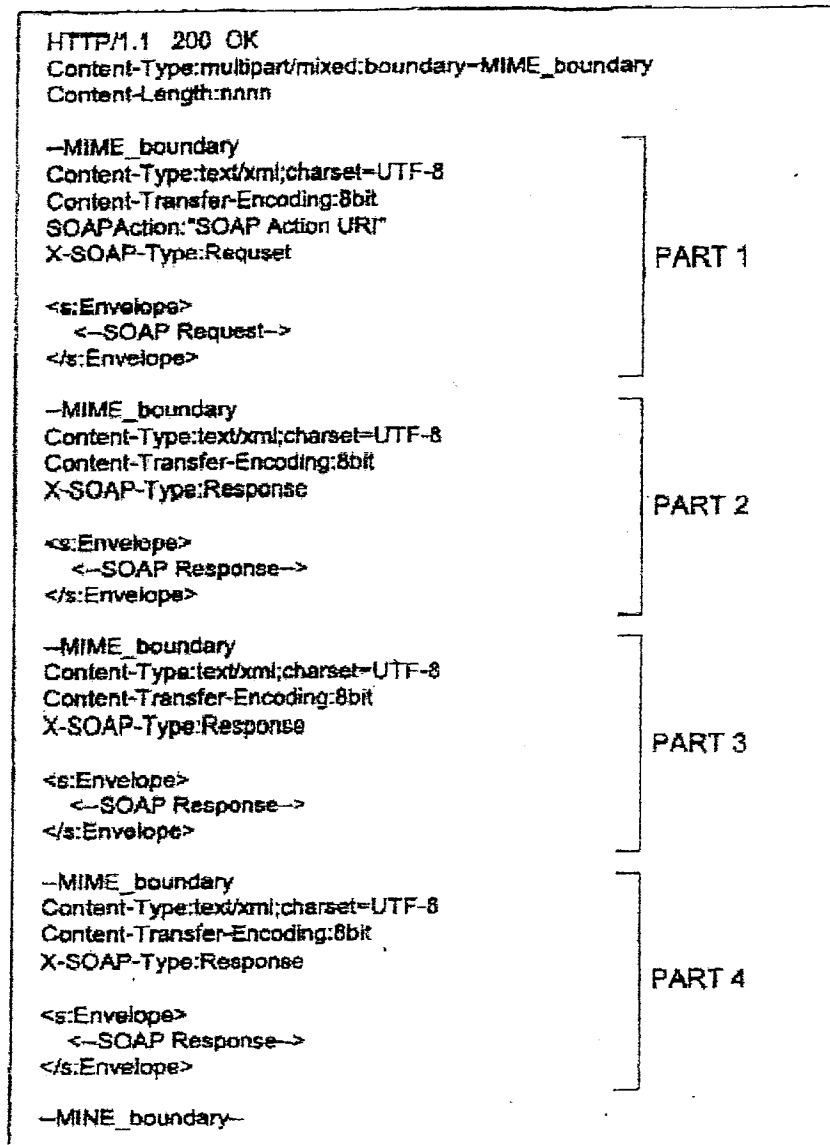 HTTP/1.1 200 OK
Content-Type:multipart/mixed:boundary=MIME_boundary
Content-Length:nnnn
--MIME_boundary
Content-Type:text/xml;charset=UTF-8
Content-Transfer-Encoding:8bit
SOAPAction:"SOAP Action URI"
X-SOAP-Type:Requset
<s:Envelope>
<--SOAP Request-->
</s:Envelope>
PART 1
--MIME_boundary
Content-Type:text/xml;charset=UTF-8
Content-Transfer-Encoding:8bit
X-SOAP-Type:Response
<s:Envelope>
<--SOAP Response-->
</s:Envelope>
PART 2
--MIME_boundary
Content-Type:text/xml;charset=UTF-8
Content-Transfer-Encoding:8bit
X-SOAP-Type:Response
<s:Envelope>
<--SOAP Response-->
</s:Envelope>
PART 3
--MIME_boundary
Content-Type:text/xml;charset=UTF-8
Content-Transfer-Encoding:8bit
X-SOAP-Type:Response
<s:Envelope>
<--SOAP Response-->
</s:Envelope>
PART 4
--MINE_boundary--